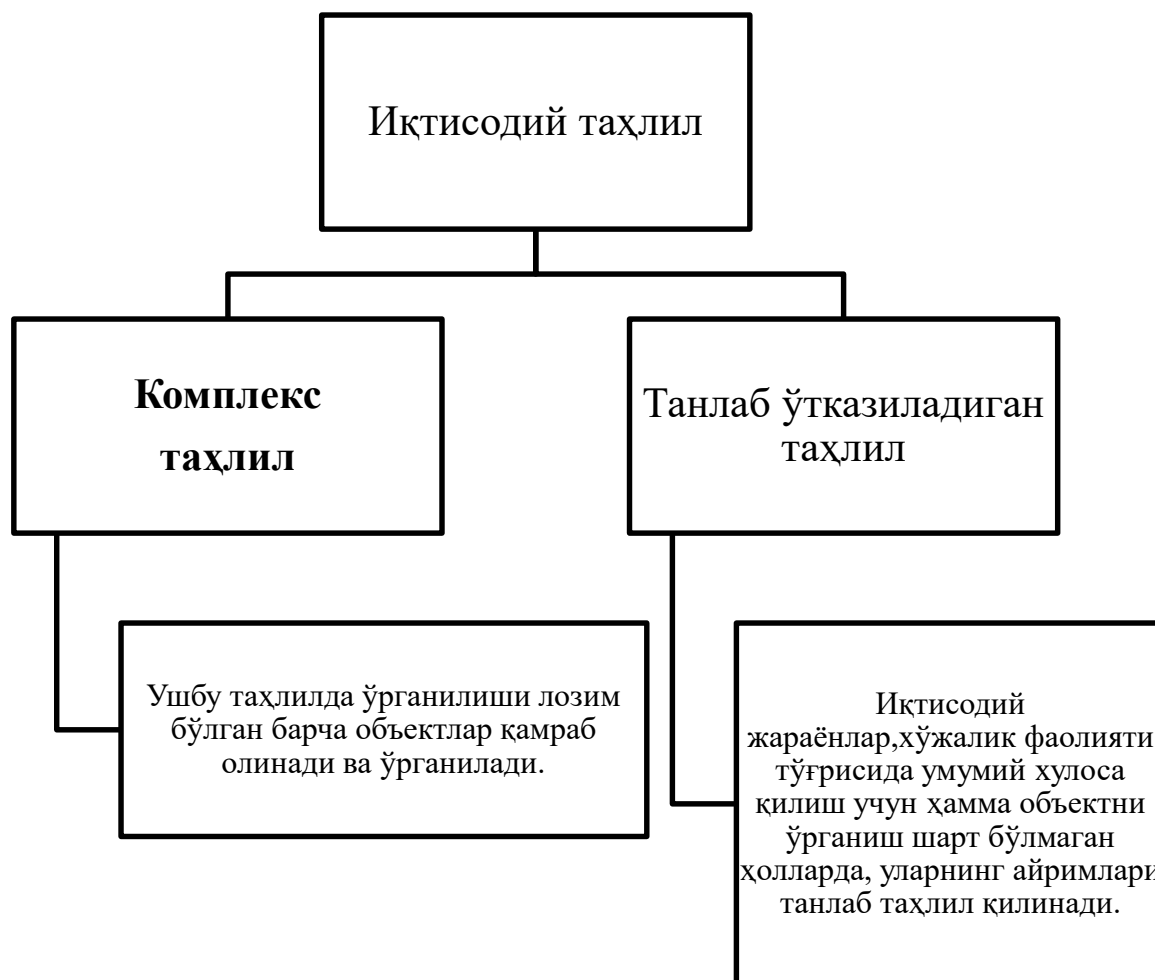 Иқтисодий таҳлил
Комплекс
таҳлил
Танлаб ўтказиладиган
таҳлил
Ушбу таҳлилда ўрганилиши лозим
бўлган барча объектлар қамраб
олинади ва ўрганилади.
Иқтисодий
жараёнлар,хўжалик фаолияти
тўғрисида умумий хулоса
қилиш учун ҳамма объектни
ўрганиш шарт бўлмаган
ҳолларда, уларнинг айримлари
танлаб таҳлил қилинади.